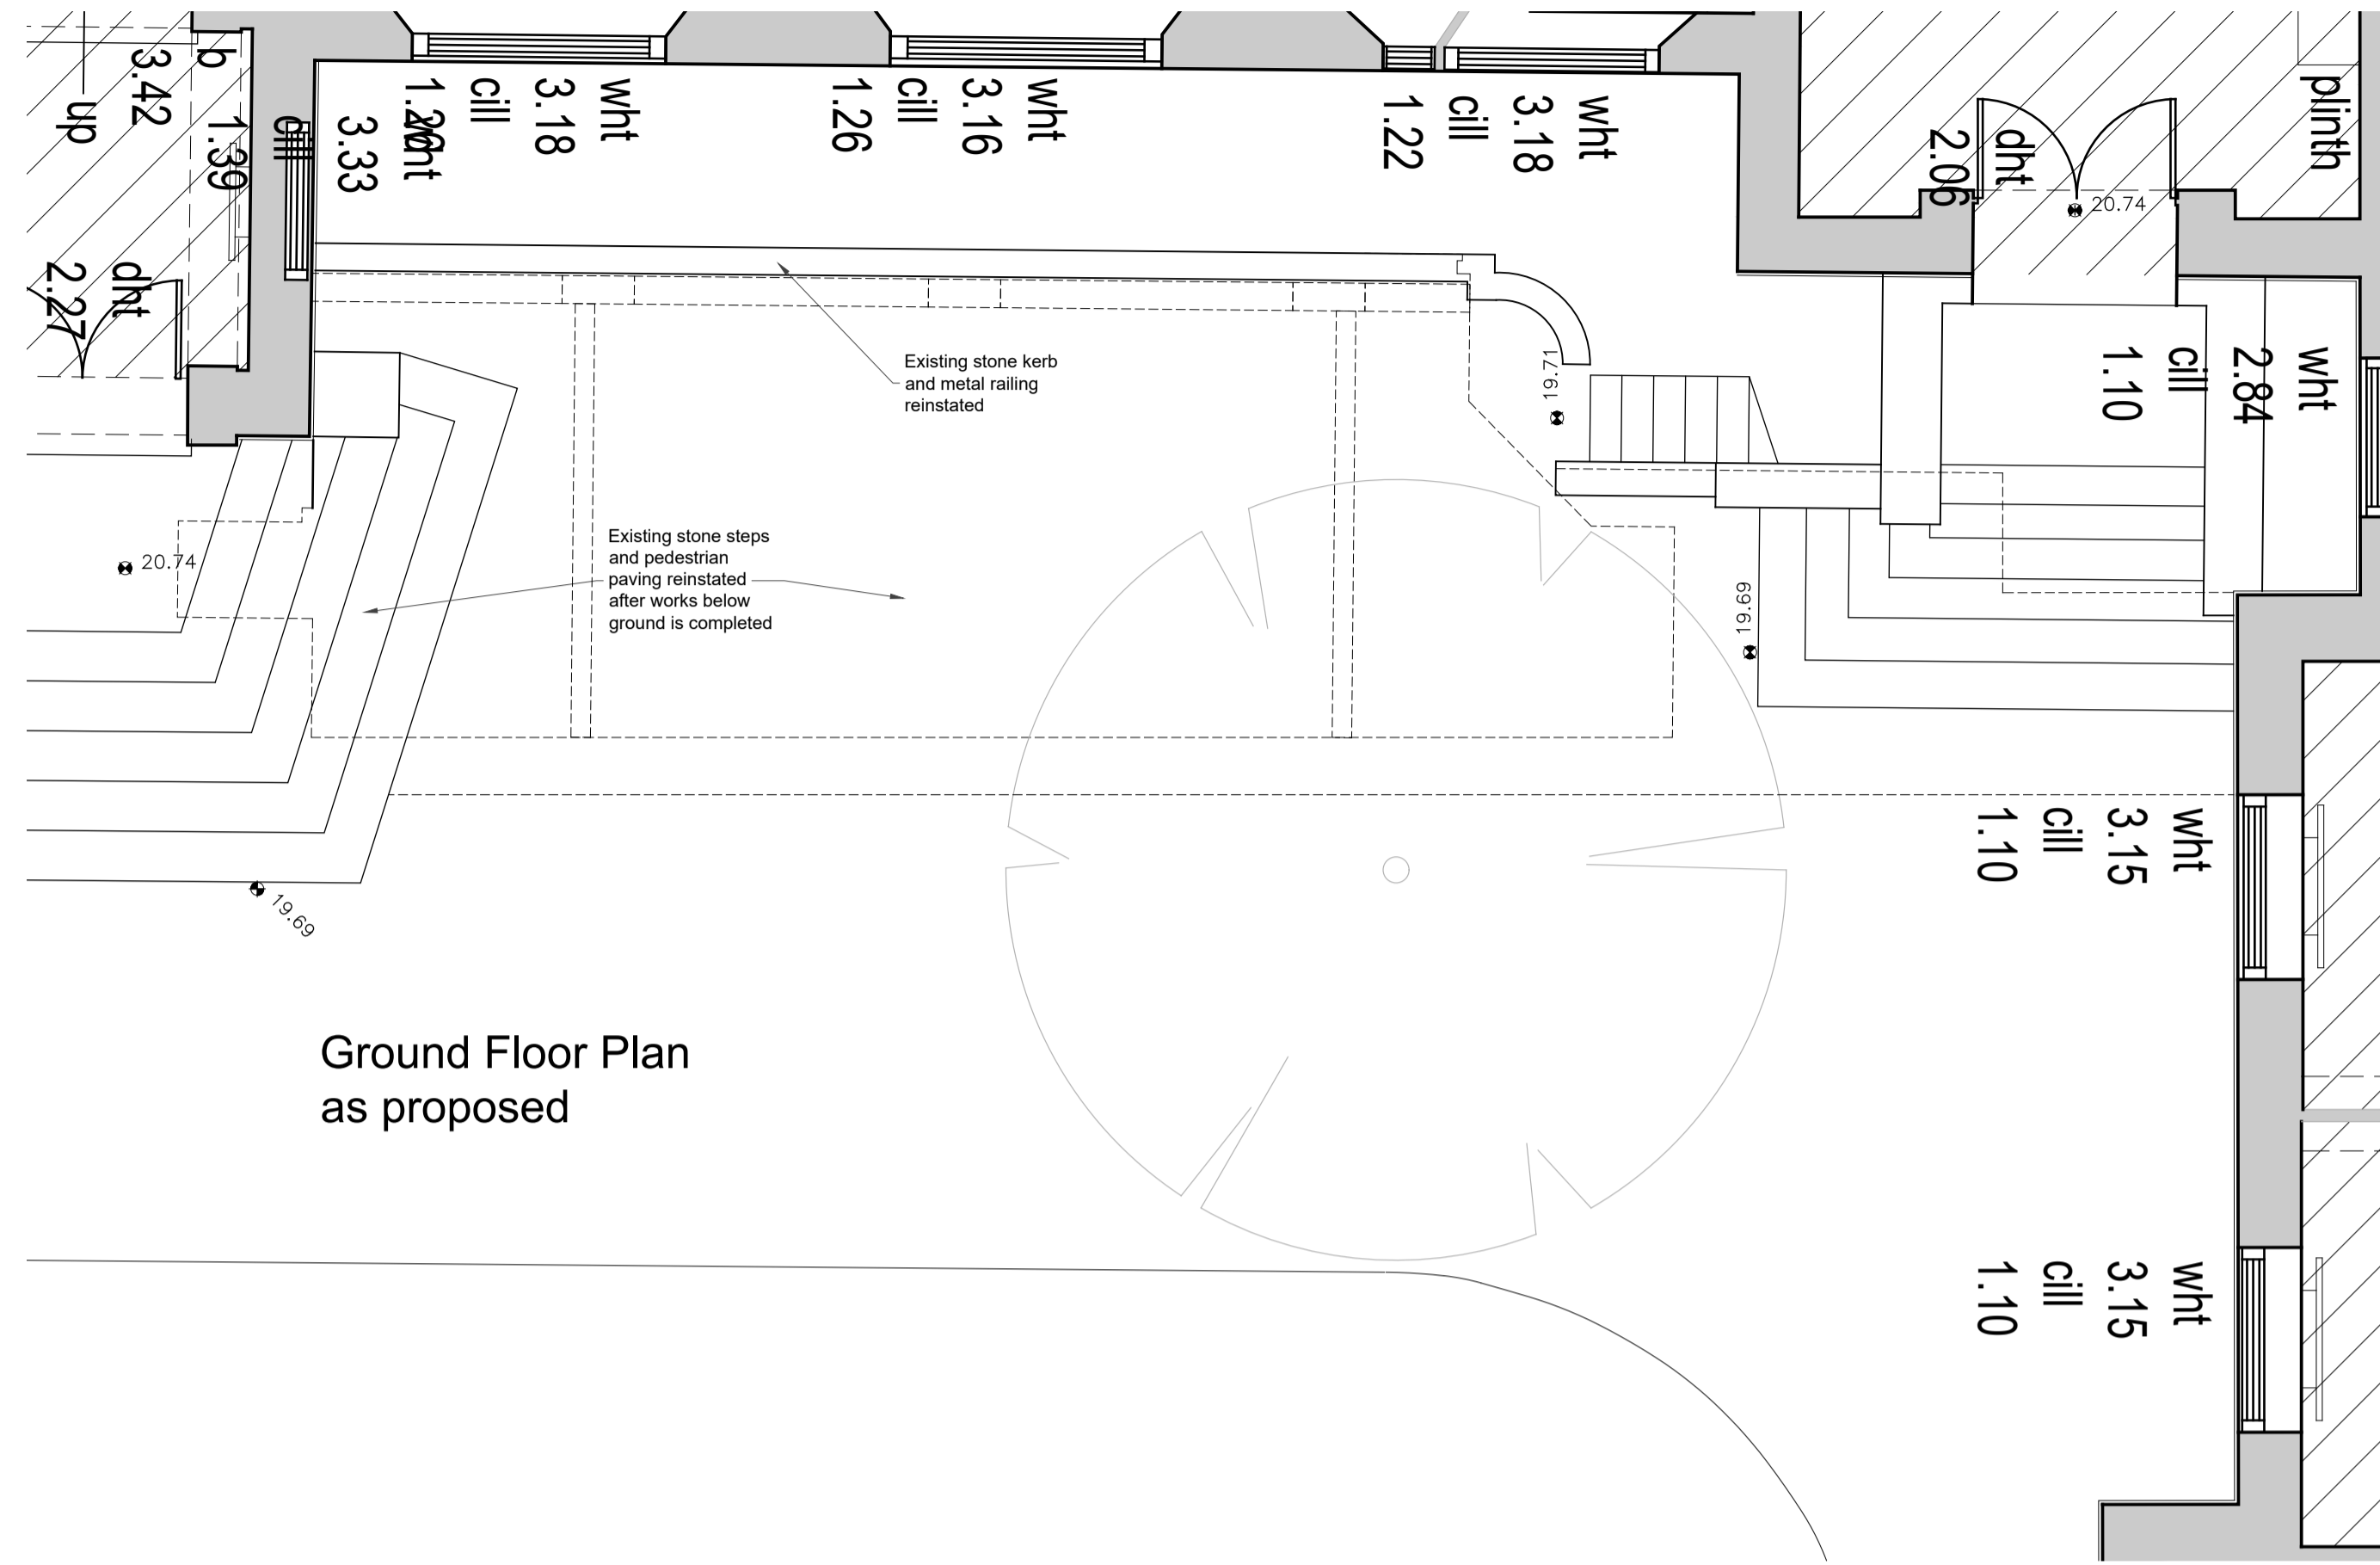 up
3.42
p
1.39
cill
3.33
wht
dht
2.27
wht
3.18
cill
wht
3.16
cill
1.26
wht
3.18
cill
1.22
dht
2.06
20.74
plinth
wht
2.84
cill
1.10
Existing stone kerb
and metal railing
reinstated
19.71
Existing stone steps
and pedestrian
paving reinstated
after works below
ground is completed
20.74
19.69
19.69
wht
3.15
cill
1.10
Ground Floor Plan
as proposed
wht
3.15
cill
1.10